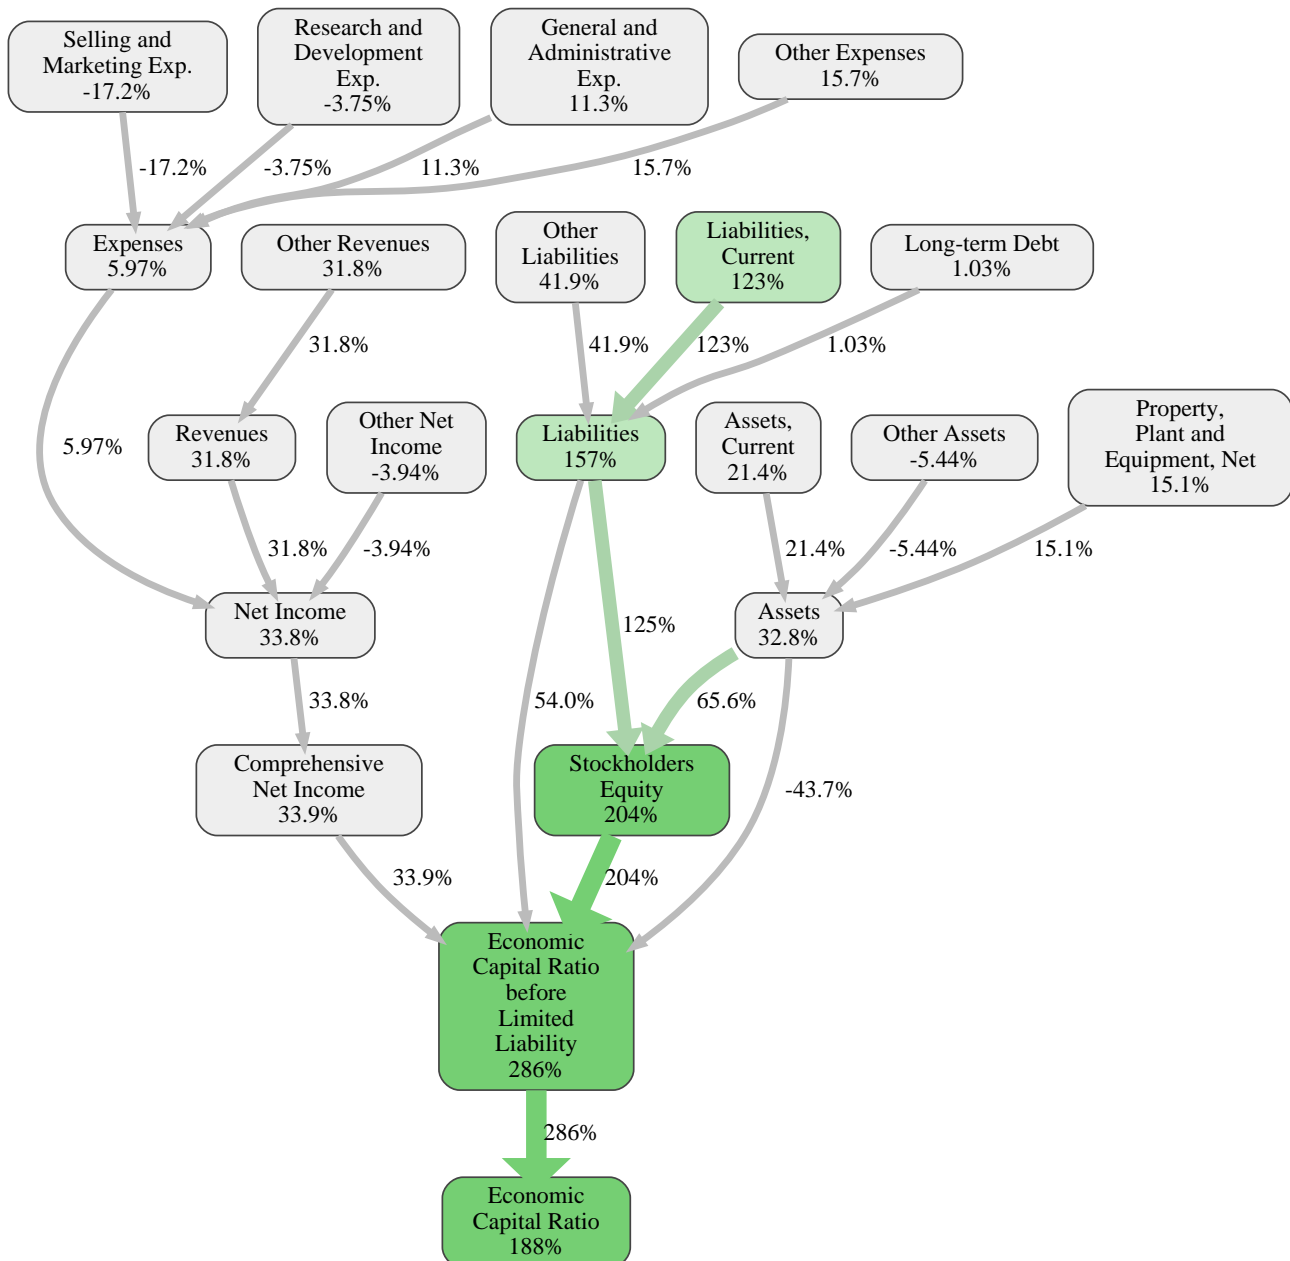 Selling and
Marketing Exp.
-17.2%
Research and
Development
Exp.
-3.75%
General and
Administrative
Exp.
11.3%
Other Expenses
15.7%
-17.2%
-3.75%
11.3%
15.7%
Expenses
5.97%
Other Revenues
31.8%
Other
Liabilities
41.9%
Liabilities,
Current
123%
Long-term Debt
1.03%
31.8%
41.9%
123%
1.03%
5.97%
Revenues
31.8%
Other Net
Income
-3.94%
Liabilities
157%
Assets,
Current
21.4%
Other Assets
-5.44%
Property,
Plant and
Equipment, Net
15.1%
31.8%
-3.94%
21.4%
-5.44%
15.1%
Net Income
33.8%
125%
Assets
32.8%
33.8%
54.0%
65.6%
Comprehensive
Net Income
33.9%
Stockholders
Equity
204%
-43.7%
33.9%
204%
Economic
Capital Ratio
before
Limited
Liability
286%
286%
Economic
Capital Ratio
188%